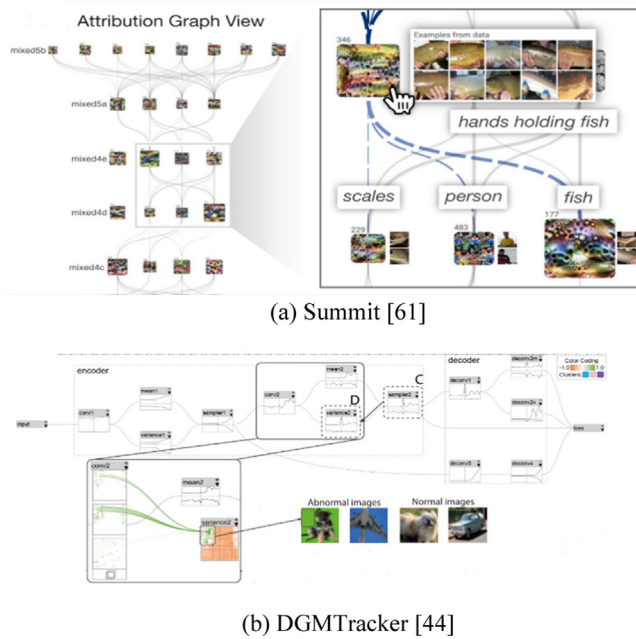 Attribution Graph View
mixed5b
mixed5a
mixed4e
mixed4d
mixed4c
346
Examples from data
hands holding fish
scales
person
fish
229
483
177
(a) Summit [61]
encoder
decoder
Color Coding
-1.0
1.0
Clusters
input
conv1
mean1
variance1
sampler1
conv2
mean2
variance2
D
C
sampler2
deconv1
deconv2m
deconv2v
deconv3
deconv4
loss
conv2
mean2
variance2
Abnormal images
Normal images
(b) DGMTracker [44]